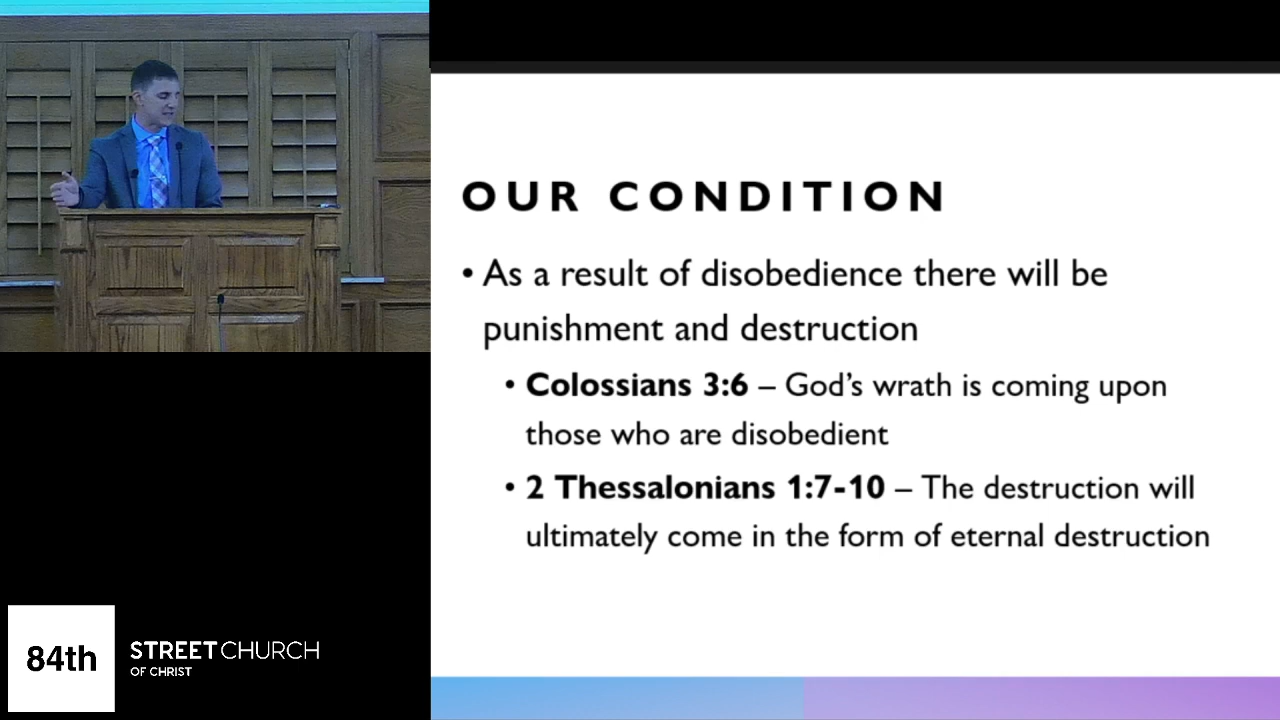 OUR CONDITION
• As a result of disobedience there will be
punishment and destruction
• Colossians 3:6 – God’s wrath is coming upon
those who are disobedient
• 2 Thessalonians 1:7-10 – The destruction will
ultimately come in the form of eternal destruction
84th
STREET CHURCH
OF CHRIST